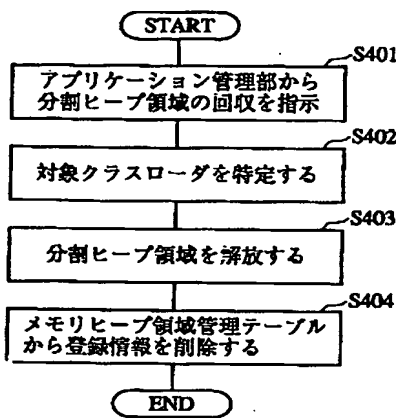 START
S401
アプリケーション管理部から
分割ヒープ領域の回収を指示
S402
対象クラスローダを特定する
S403
分割ヒープ領域を解放する
S404
メモリヒープ領域管理テーブル
から登録情報を削除する
END